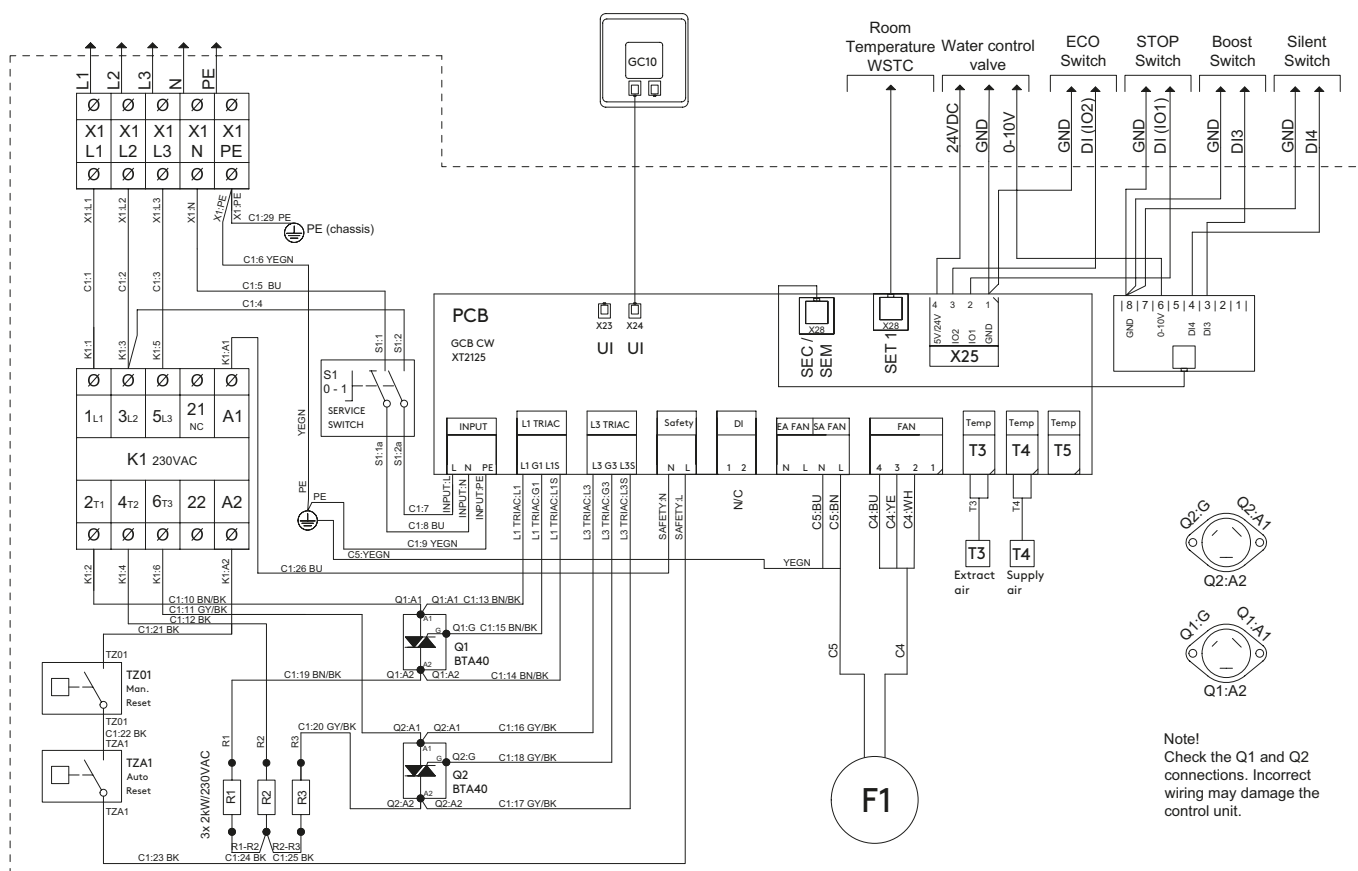 Room
Temperature
WSTC
Water control
valve
ECO
Switch
STOP
Switch
Boost
Switch
Silent
Switch
GC10
L1
L2
L3
N
PE
24VDC
GND
0-10V
GND
DI (IO2)
GND
DI (IO1)
GND
DI3
GND
DI4
Ø Ø Ø Ø Ø
X1 X1 X1 X1 X1
L1 L2 L3 N PE
Ø Ø Ø Ø Ø
X1:L1
X1:L2
X1:L3
X1:N
X1:PE
X1:PE
C1:29 PE
PE (chassis)
C1:6 YEGN
C1:5 BU
C1:4
C1:1
C1:2
C1:3
K1:1
K1:3
K1:5
K1:A1
S1:1
S1:2
Ø Ø Ø Ø Ø
1L1 3L2 5L3 21 NC A1
K1 230VAC
2T1 4T2 6T3 22 A2
Ø Ø Ø Ø Ø
S1
0 - 1
SERVICE
SWITCH
S1:1a
S1:2a
YEGN
PE
PE
PCB
GCB CW
XT2125
X23
X24
UI UI
SEC /
SEM
X28
SET 1
X28
4 3 2 1
5V/24V
IO2
IO1
GND
X25
8 7 6 5 4 3 2 1
GND
0-10V
DI4
DI3
INPUT
L N PE
L1 TRIAC
L1 G1 L1S
L3 TRIAC
L3 G3 L3S
Safety
N L
DI
1 2
N/C
EA FAN SA FAN
N L N L
FAN
4 3 2 1
Temp
T3
Temp
T4
Temp
T5
INPUT:L
INPUT:N
INPUT:PE
L1 TRIAC:L1
L1 TRIAC:G1
L1 TRIAC:L1S
L3 TRIAC:L3
L3 TRIAC:G3
L3 TRIAC:L3S
SAFETY:N
SAFETY:L
C5:BU
C5:BN
C4:BU
C4:YE
C4:WH
T3
T4
T3
Extract
air
T4
Supply
air
C1:7
C1:8 BU
C1:9 YEGN
C5:YEGN
YEGN
C1:26 BU
K1:2
K1:4
K1:6
K1:A2
C1:10 BN/BK
C1:11 GY/BK
C1:12 BK
C1:21 BK
Q1:A1 Q1:A1 C1:13 BN/BK
A1
G
Q1:G C1:15 BN/BK
Q1
BTA40
A2
C1:19 BN/BK
Q1:A2 Q1:A2 C1:14 BN/BK
TZ01
TZ01
Man.
Reset
TZ01
C1:22 BK
TZA1
TZA1
Auto
Reset
TZA1
C1:20 GY/BK
Q2:A1 Q2:A1 C1:16 GY/BK
A1
G
Q2:G C1:18 GY/BK
Q2
BTA40
A2
Q2:A2 Q2:A2 C1:17 GY/BK
3x 2kW/230VAC
R1
R2
R3
R1
R2
R3
R1-R2 R2-R3
C1:23 BK C1:24 BK C1:25 BK
C5
C4
F1
Q2:G
Q2:A1
Q2:A2
Q1:G
Q1:A1
Q1:A2
Note!
Check the Q1 and Q2
connections. Incorrect
wiring may damage the
control unit.